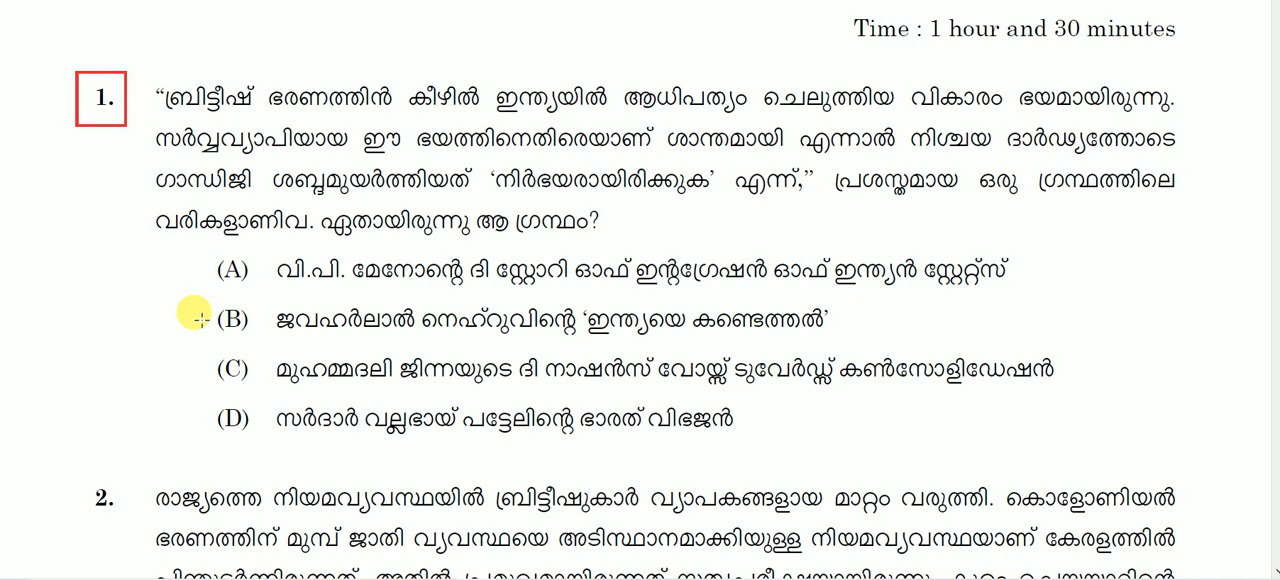 Time : 1 hour and 30 minutes
1. “ബ്രിട്ടീഷ് ഭരണത്തിൻ കീഴിൽ ഇന്ത്യയിൽ ആധിപത്യം ചെലുത്തിയ വികാരം ഭയമായിരുന്നു.
സർവ്വവ്യാപിയായ ഈ ഭയത്തിനെതിരെയാണ് ശാന്തമായി എന്നാൽ നിശ്ചയ ദാർഢ്യത്തോടെ
ഗാന്ധിജി ശബ്ദമുയർത്തിയത് ‘നിർഭയരായിരിക്കുക’ എന്ന്,” പ്രശസ്തമായ ഒരു ഗ്രന്ഥത്തിലെ
വരികളാണിവ. ഏതായിരുന്നു ആ ഗ്രന്ഥം?
(A) വി.പി. മേനോന്റെ ദി സ്റ്റോറി ഓഫ് ഇന്റഗ്രേഷൻ ഓഫ് ഇന്ത്യൻ സ്റ്റേറ്റ്സ്
(B) ജവഹർലാൽ നെഹ്റുവിന്റെ ‘ഇന്ത്യയെ കണ്ടെത്തൽ’
(C) മുഹമ്മദലി ജിന്നയുടെ ദി നാഷൻസ് വോയ്സ് ടുവേർഡ്സ് കൺസോളിഡേഷൻ
(D) സർദാർ വല്ലഭായ് പട്ടേലിന്റെ ഭാരത് വിഭജൻ
2. രാജ്യത്തെ നിയമവ്യവസ്ഥയിൽ ബ്രിട്ടീഷുകാർ വ്യാപകങ്ങളായ മാറ്റം വരുത്തി. കൊളോണിയൽ
ഭരണത്തിന് മുമ്പ് ജാതി വ്യവസ്ഥയെ അടിസ്ഥാനമാക്കിയുള്ള നിയമവ്യവസ്ഥയാണ് കേരളത്തിൽ